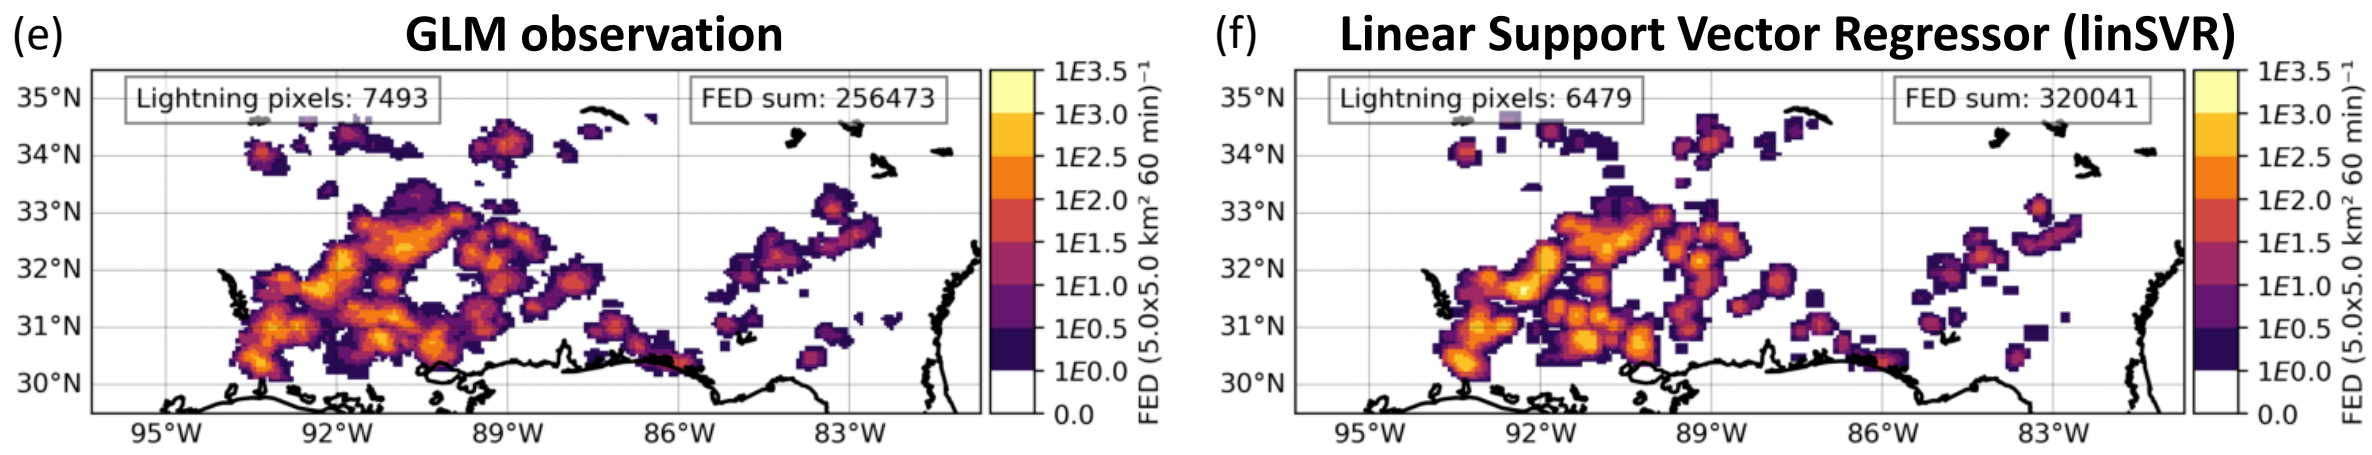 (e) GLM observation
Lightning pixels: 7493
FED sum: 256473
35°N
34°N
33°N
32°N
31°N
30°N
95°W 92°W 89°W 86°W 83°W
1E3.5
1E3.0
1E2.5
1E2.0
1E1.5
1E1.0
1E0.5
1E0.0
0.0
FED (5.0x5.0 km² 60 min)⁻¹
(f) Linear Support Vector Regressor (linSVR)
Lightning pixels: 6479
FED sum: 320041
35°N
34°N
33°N
32°N
31°N
30°N
95°W 92°W 89°W 86°W 83°W
1E3.5
1E3.0
1E2.5
1E2.0
1E1.5
1E1.0
1E0.5
1E0.0
0.0
FED (5.0x5.0 km² 60 min)⁻¹